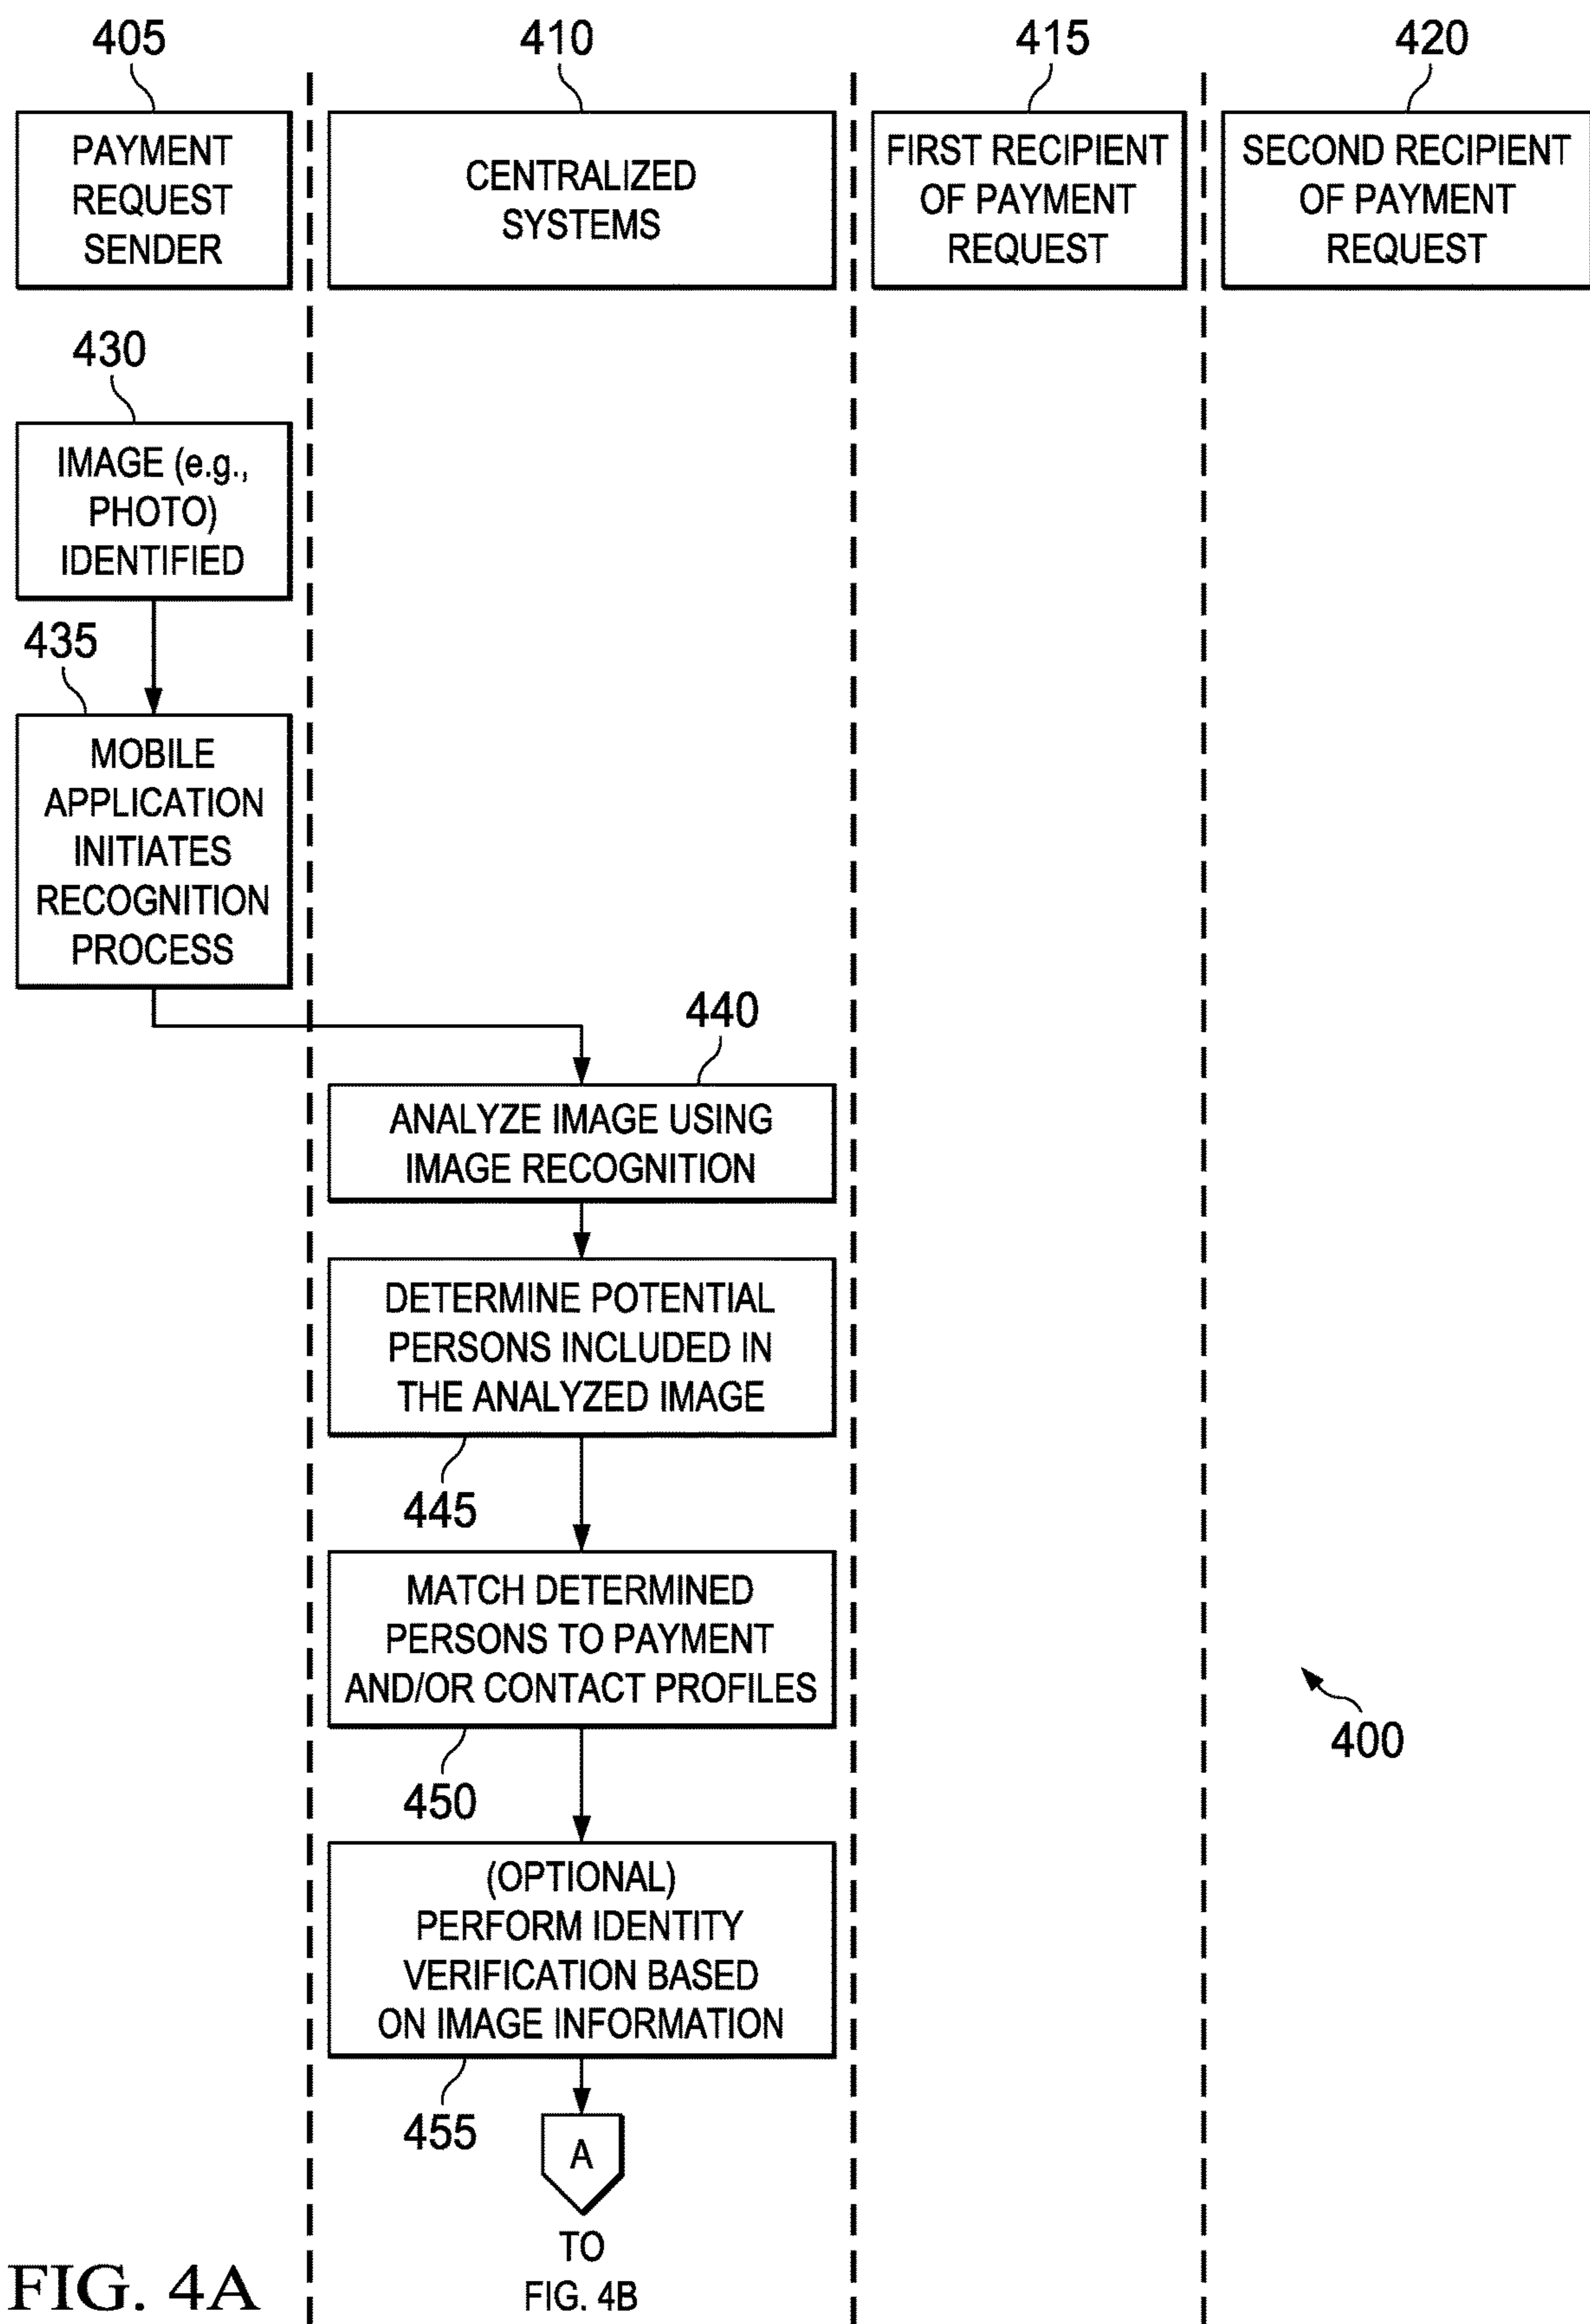 405
410
415
420
PAYMENT
REQUEST
SENDER
CENTRALIZED
SYSTEMS
FIRST RECIPIENT
OF PAYMENT
REQUEST
SECOND RECIPIENT
OF PAYMENT
REQUEST
430
IMAGE (e.g.,
PHOTO)
IDENTIFIED
435
MOBILE
APPLICATION
INITIATES
RECOGNITION
PROCESS
440
ANALYZE IMAGE USING
IMAGE RECOGNITION
DETERMINE POTENTIAL
PERSONS INCLUDED IN
THE ANALYZED IMAGE
445
MATCH DETERMINED
PERSONS TO PAYMENT
AND/OR CONTACT PROFILES
450
400
(OPTIONAL)
PERFORM IDENTITY
VERIFICATION BASED
ON IMAGE INFORMATION
455
A
TO
FIG. 4B
FIG. 4A